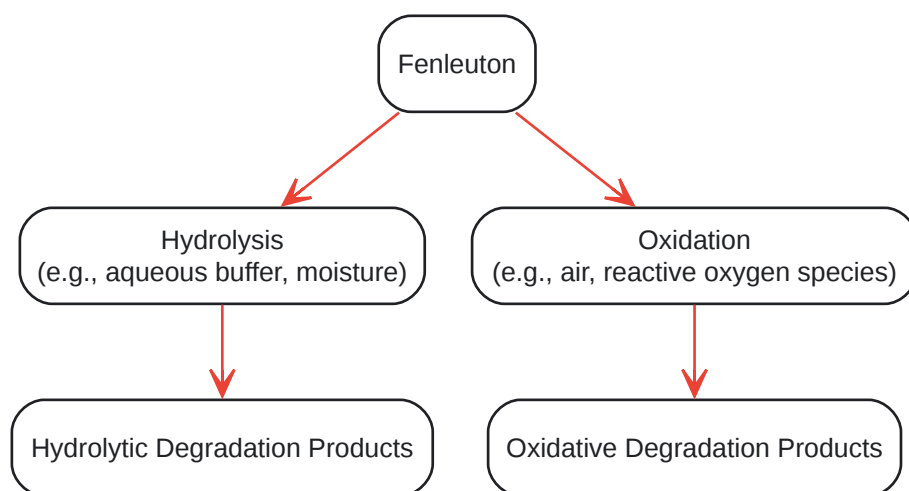 Fenleuton
Hydrolysis
(e.g., aqueous buffer, moisture)
Oxidation
(e.g., air, reactive oxygen species)
Hydrolytic Degradation Products
Oxidative Degradation Products